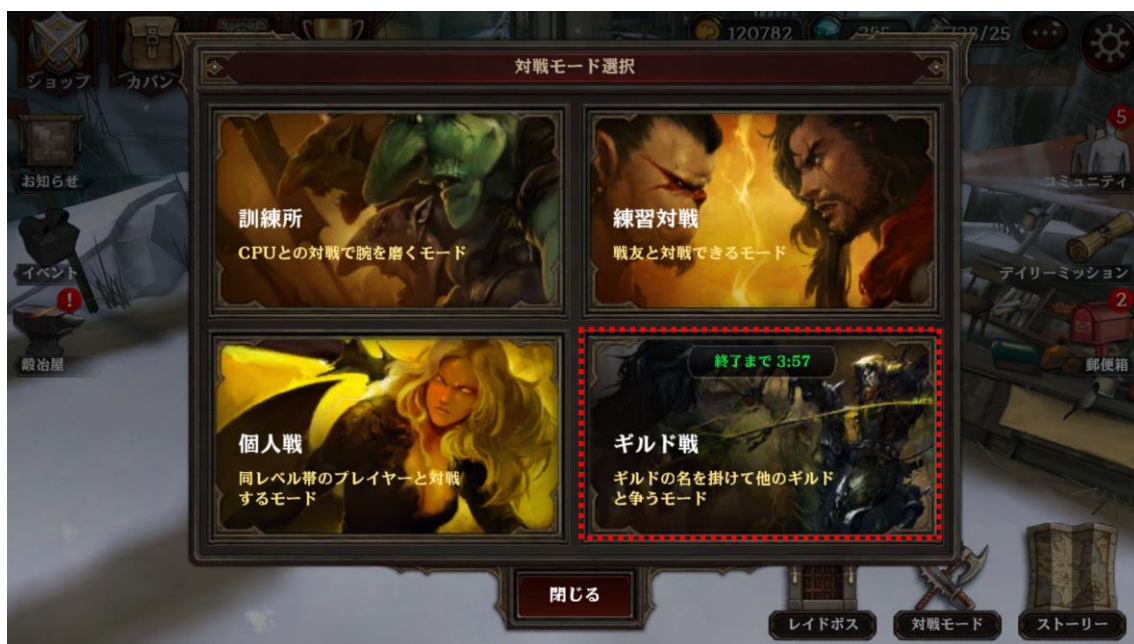 120782
255
728/25
ショップ
カバン
対戦モード選択
お知らせ
イベント
!
鍛冶屋
訓練所
CPUとの対戦で腕を磨くモード
練習対戦
戦友と対戦できるモード
個人戦
同レベル帯のプレイヤーと対戦
するモード
終了まで 3:57
ギルド戦
ギルドの名を掛けて他のギルド
と争うモード
5
コミュニティ
デイリーミッション
2
郵便箱
閉じる
レイドボス
対戦モード
ストーリー